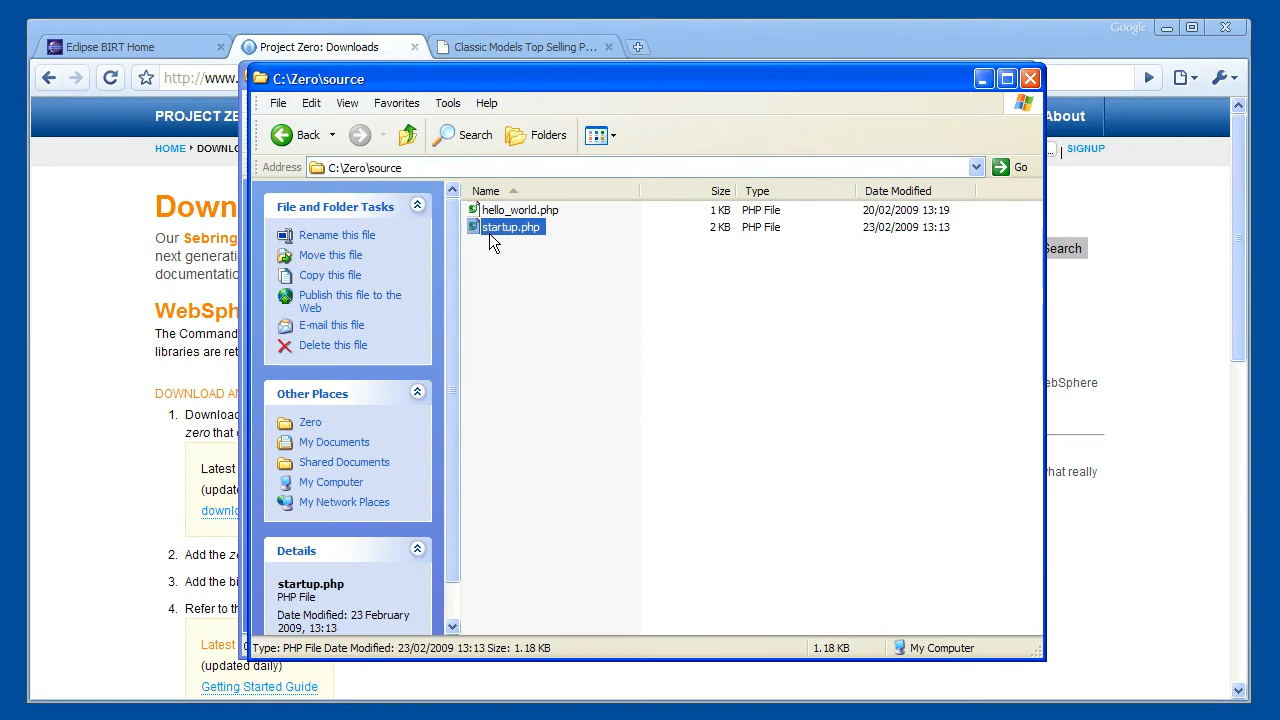 Google
Eclipse BIRT Home
Project Zero: Downloads
Classic Models Top Selling P...
http://www.
C:\Zero\source
File Edit View Favorites Tools Help
Back Search Folders
Address C:\Zero\source Go
PROJECT ZE
About
HOME DOWNLO
SIGNUP
File and Folder Tasks
Rename this file
Move this file
Copy this file
Publish this file to the
Web
E-mail this file
Delete this file
Other Places
Zero
My Documents
Shared Documents
My Computer
My Network Places
Details
startup.php
PHP File
Date Modified: 23 February
2009, 13:13
Name Size Type Date Modified
hello_world.php 1 KB PHP File 20/02/2009 13:19
startup.php 2 KB PHP File 23/02/2009 13:13
Type: PHP File Date Modified: 23/02/2009 13:13 Size: 1.18 KB 1.18 KB My Computer
Down
Our Sebring
next generati
documentatio
WebSph
The Command
libraries are ret
DOWNLOAD AN
1. Download
zero that c
Latest
(update
downlo
2. Add the ze
3. Add the bi
4. Refer to th
Latest
(updated daily)
Getting Started Guide
Search
ebSphere
hat really